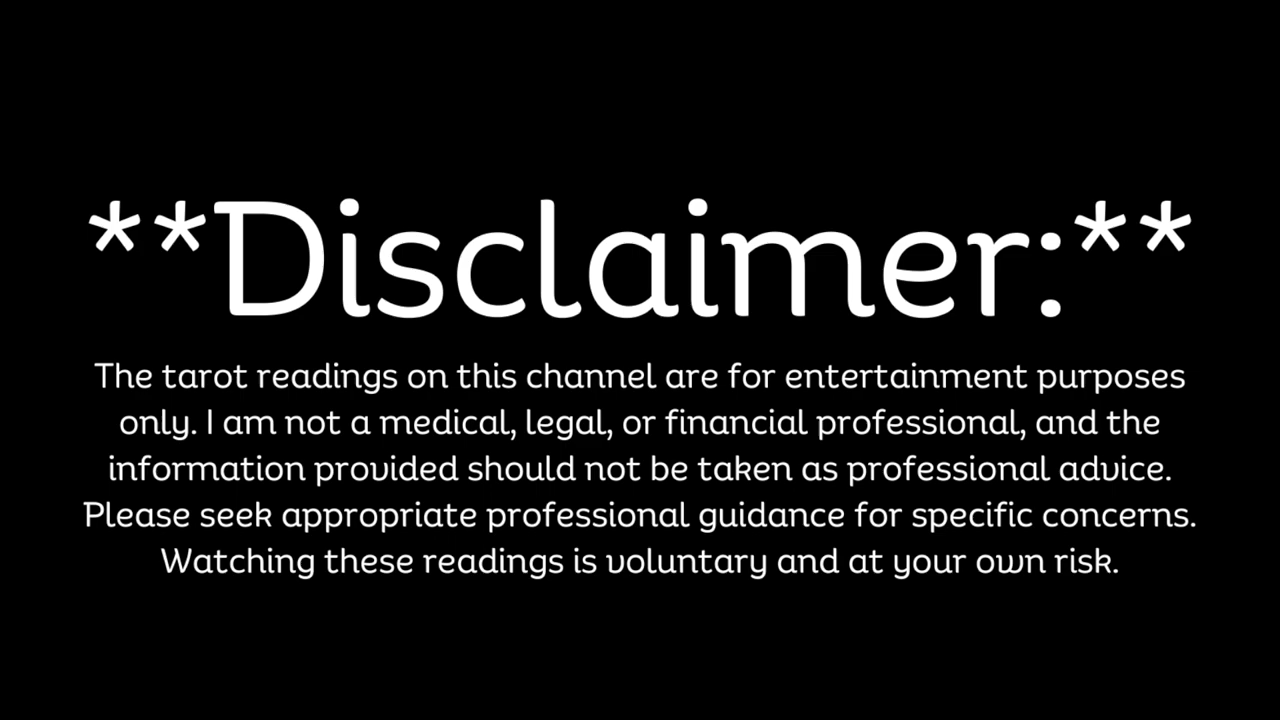 **Disclaimer:**
The tarot readings on this channel are for entertainment purposes
only. I am not a medical, legal, or financial professional, and the
information provided should not be taken as professional advice.
Please seek appropriate professional guidance for specific concerns.
Watching these readings is voluntary and at your own risk.